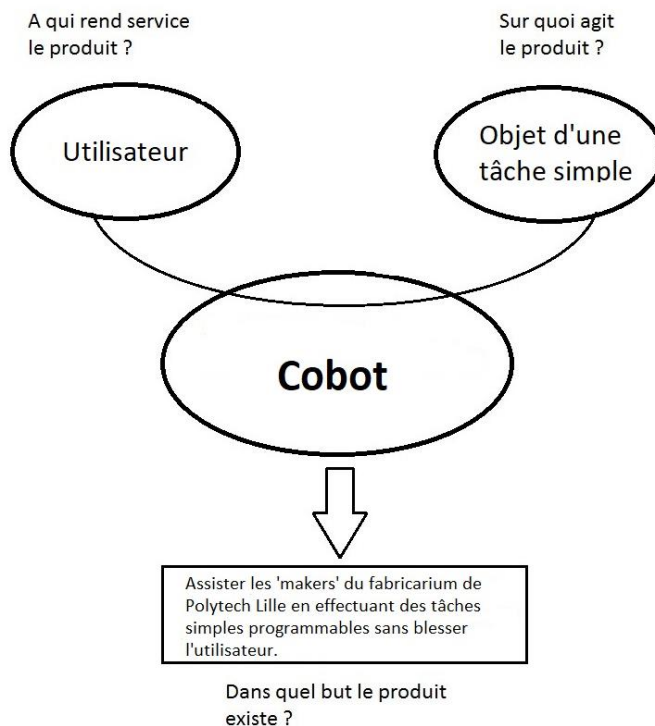 A qui rend service
le produit ?
Sur quoi agit
le produit ?
Utilisateur
Objet d'une
tâche simple
Cobot
Assister les 'makers' du fabricarium de
Polytech Lille en effectuant des tâches
simples programmables sans blesser
l'utilisateur.
Dans quel but le produit
existe ?